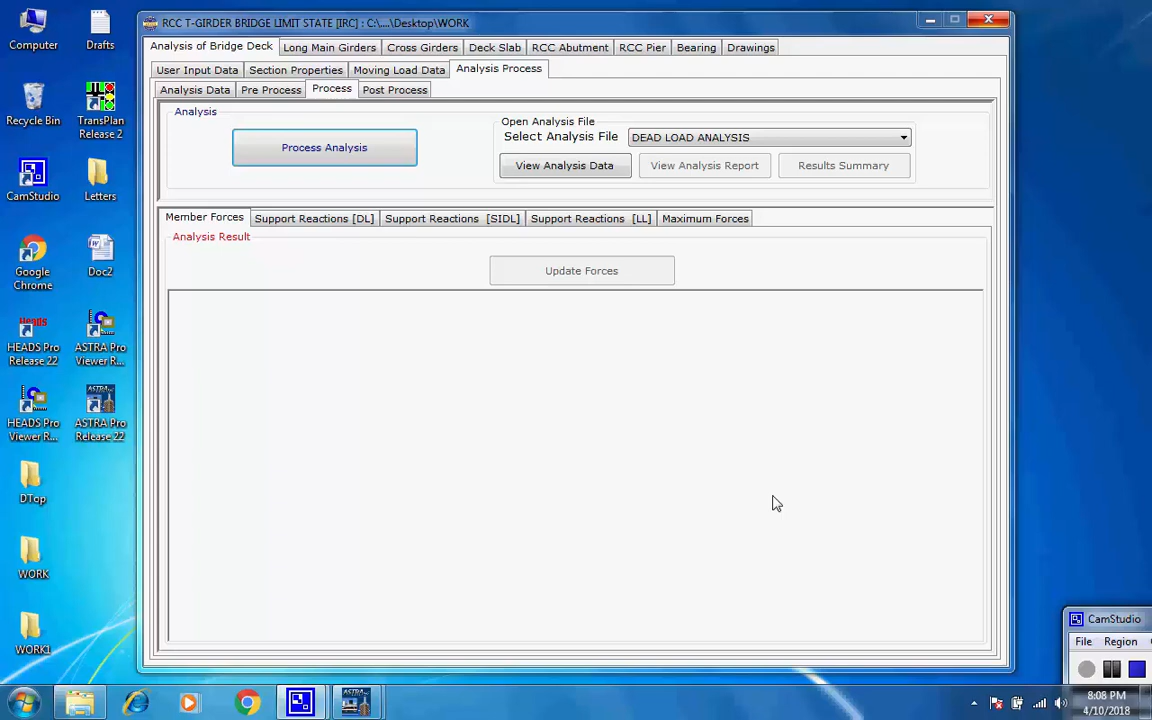 RCC T-GIRDER BRIDGE LIMIT STATE [IRC] : C:\....\Desktop\WORK
Analysis of Bridge Deck Long Main Girders Cross Girders Deck Slab RCC Abutment RCC Pier Bearing Drawings
User Input Data Section Properties Moving Load Data Analysis Process
Analysis Data Pre Process Process Post Process
Analysis
Process Analysis
Open Analysis File
Select Analysis File DEAD LOAD ANALYSIS
View Analysis Data View Analysis Report Results Summary
Member Forces Support Reactions [DL] Support Reactions [SIDL] Support Reactions [LL] Maximum Forces
Analysis Result
Update Forces
Computer
Drafts
Recycle Bin
TransPlan
Release 2
CamStudio
Letters
Google
Chrome
Doc2
Heads
HEADS Pro
Release 22
ASTRA Pro
Viewer R...
HEADS Pro
Viewer R...
ASTRA
ASTRA Pro
Release 22
DTop
WORK
WORK1
CamStudio
File Region
ASTRA
8:08 PM
4/10/2018